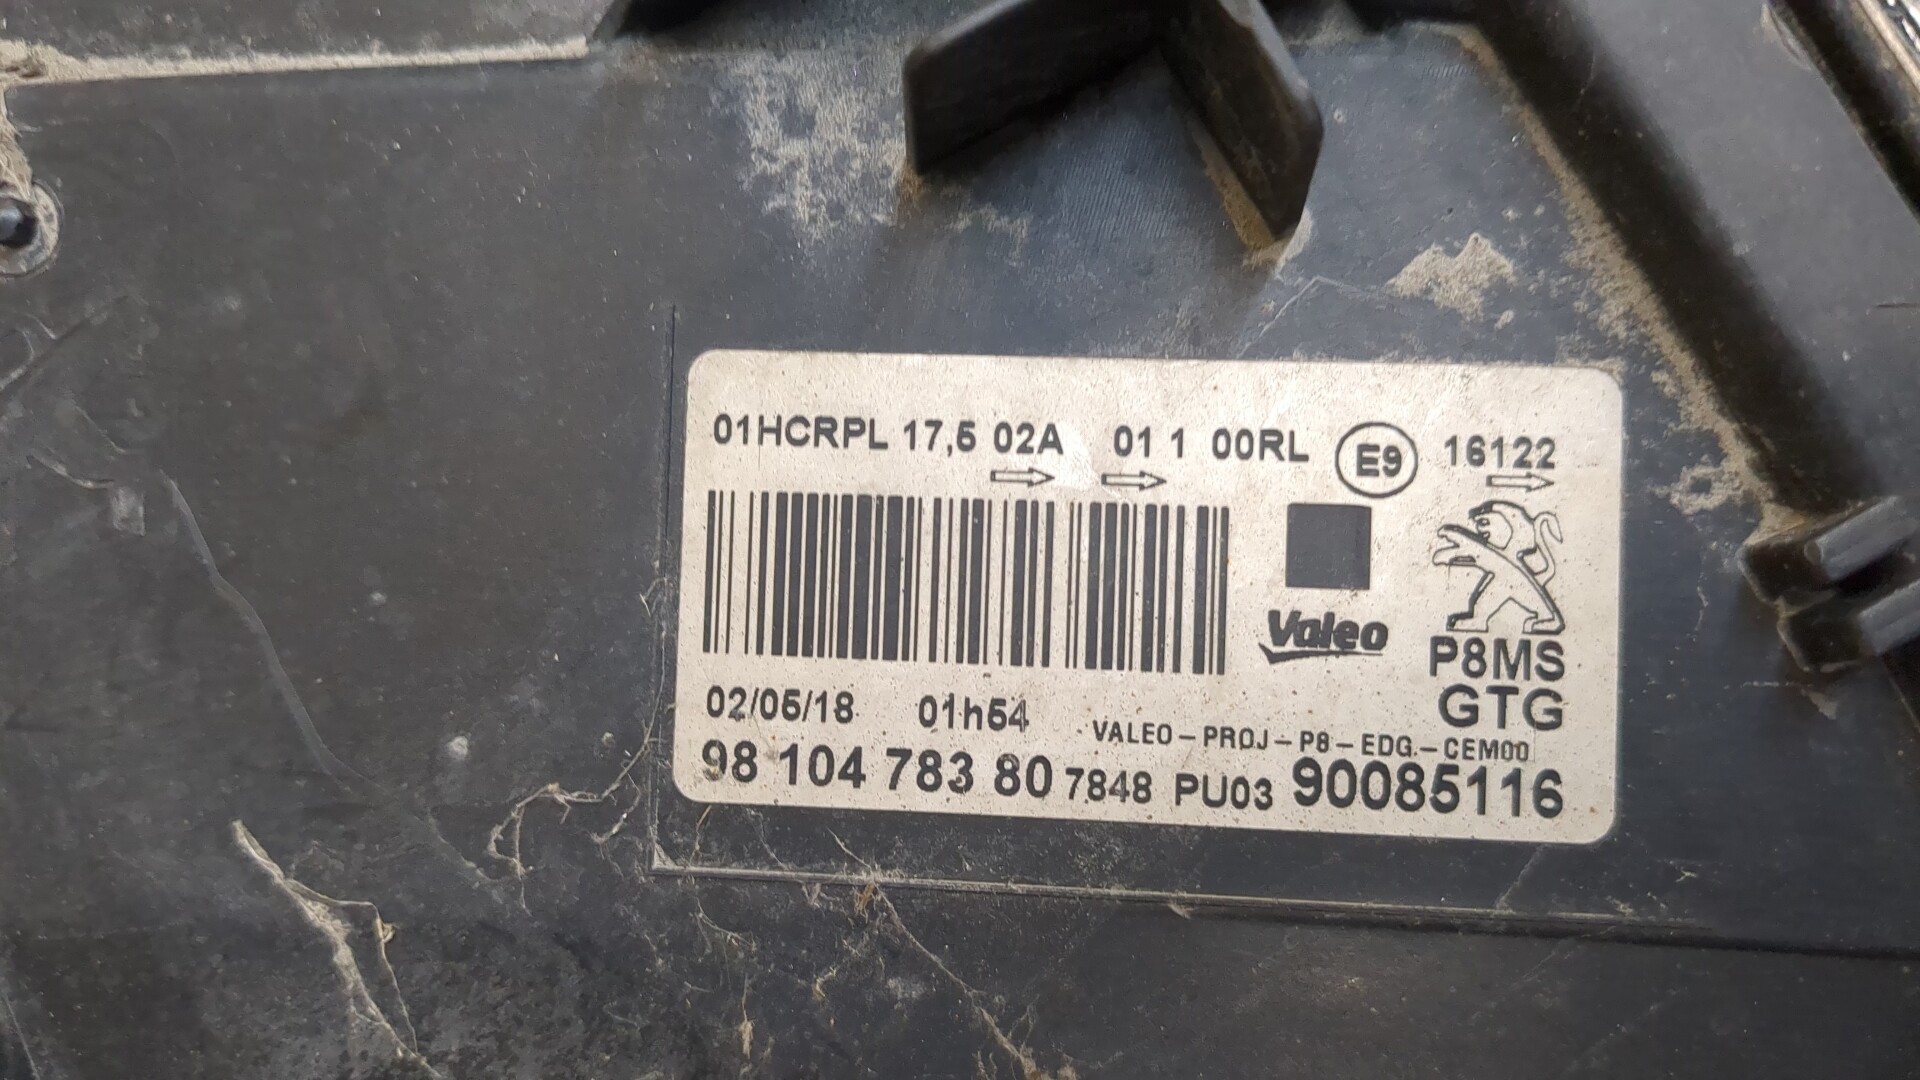 01HCRPL 17,5 02A 01 1 00RL E9 16122
Valeo
P8MS
GTG
02/05/18 01h54 VALEO-PROJ-P8-EDG.-CEM00
98 104 783 80 7848 PU03 90085116